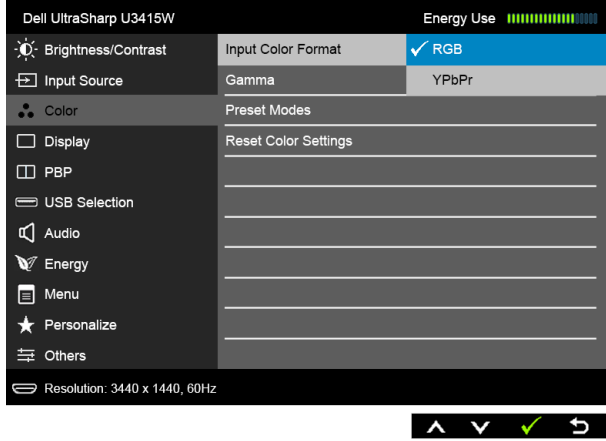 Dell UltraSharp U3415W Energy Use
Brightness/Contrast Input Color Format RGB
Input Source Gamma YPbPr
Color Preset Modes
Display Reset Color Settings
PBP
USB Selection
Audio
Energy
Menu
Personalize
Others
Resolution: 3440 x 1440, 60Hz